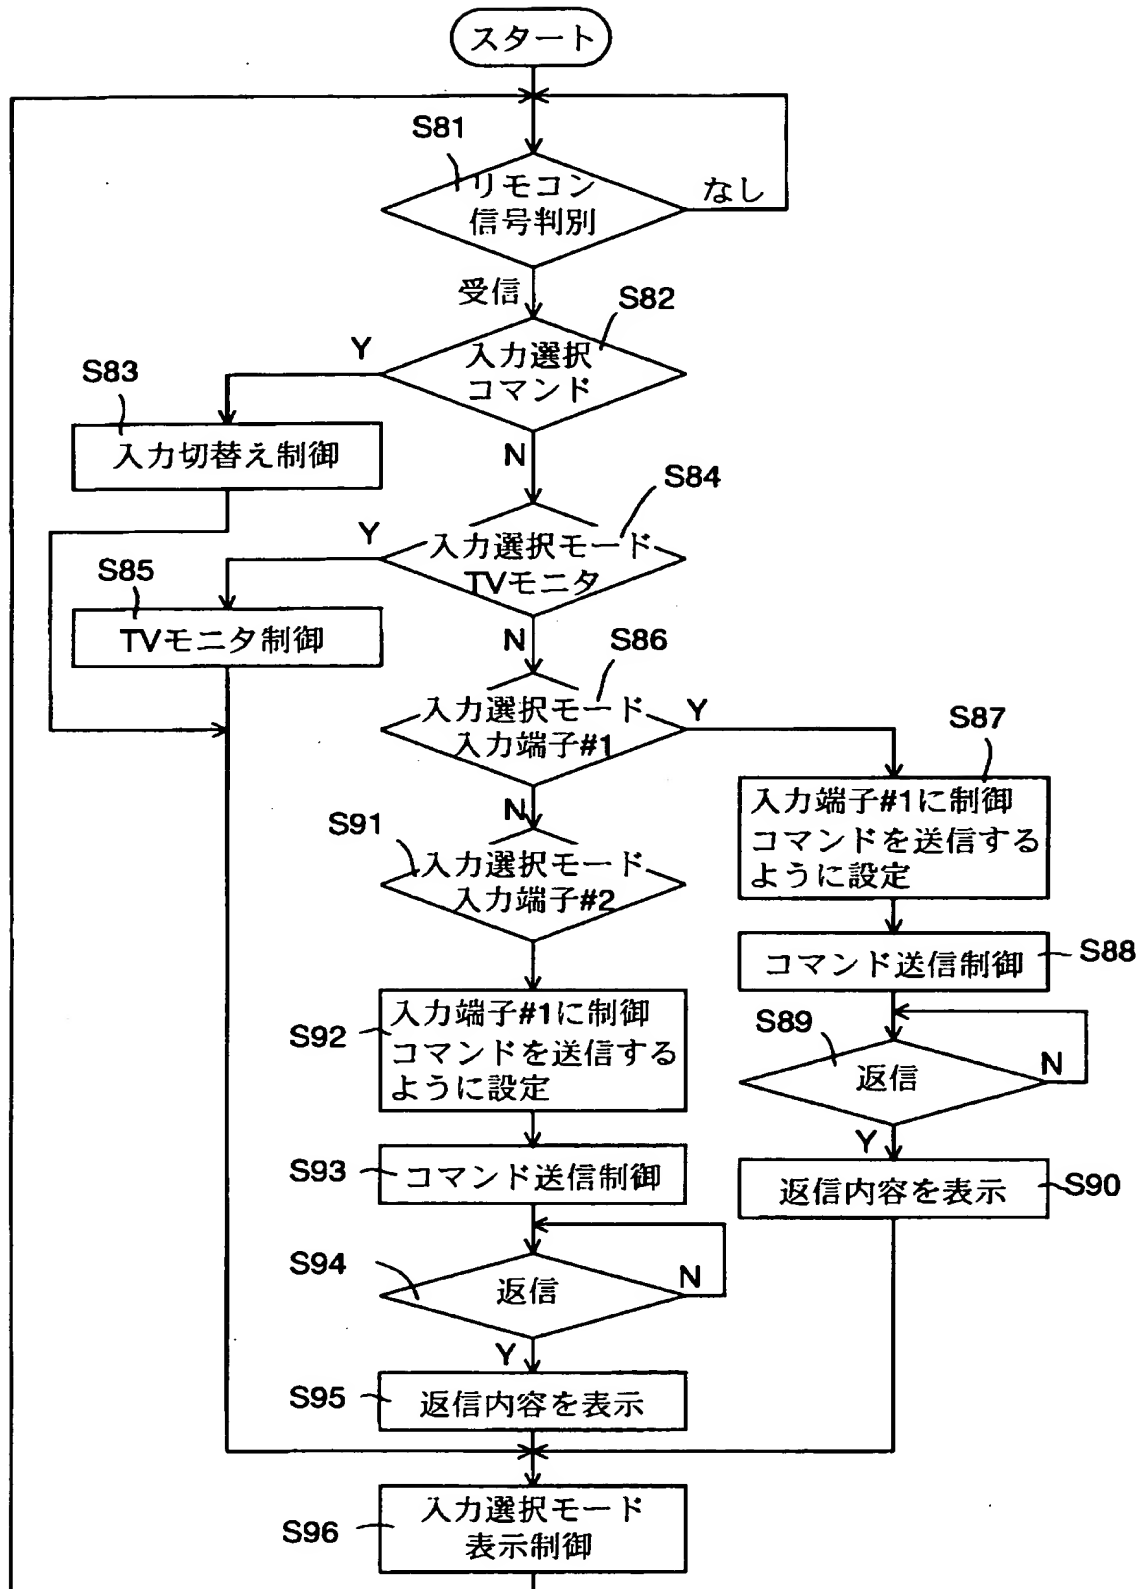 スタート
S81
リモコン
信号判別
なし
受信
S82
入力選択
コマンド
Y
S83
入力切替え制御
N
S84
入力選択モード
TVモニタ
Y
S85
TVモニタ制御
N
S86
入力選択モード
入力端子#1
Y
S87
入力端子#1に制御
コマンドを送信する
ように設定
N
S91
入力選択モード
入力端子#2
コマンド送信制御
S88
S92
入力端子#1に制御
コマンドを送信する
ように設定
S89
返信
N
Y
S93
コマンド送信制御
返信内容を表示
S90
S94
返信
N
Y
S95
返信内容を表示
S96
入力選択モード
表示制御